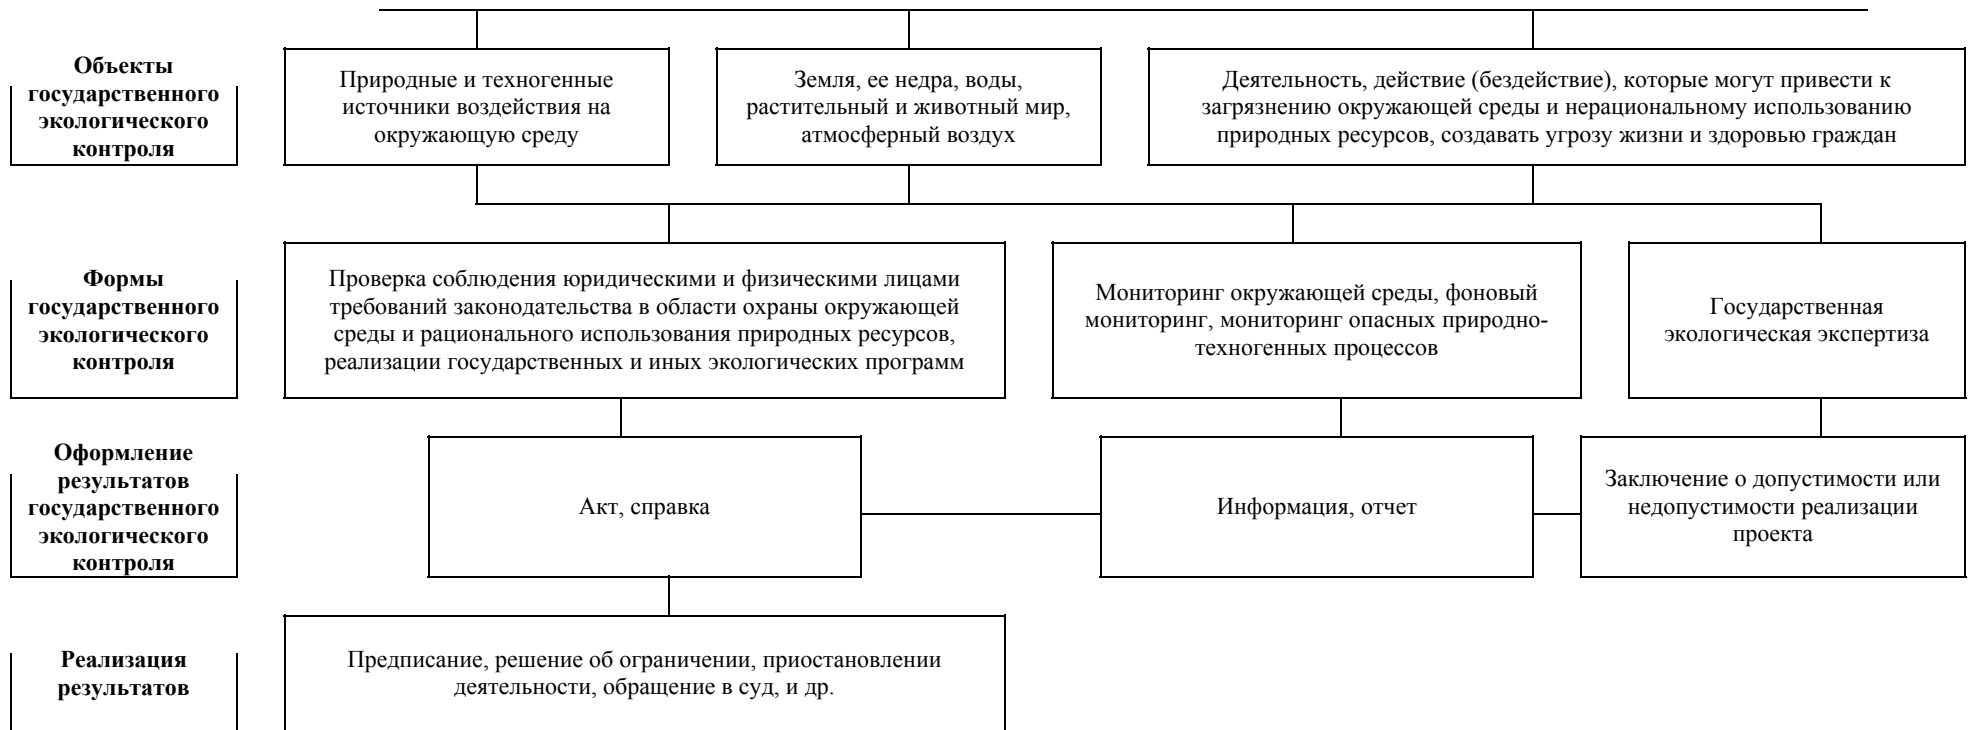 Объекты
государственного
экологического
контроля
Природные и техногенные
источники воздействия на
окружающую среду
Земля, ее недра, воды,
растительный и животный мир,
атмосферный воздух
Деятельность, действие (бездействие), которые могут привести к
загрязнению окружающей среды и нерациональному использованию
природных ресурсов, создавать угрозу жизни и здоровью граждан
Формы
государственного
экологического
контроля
Проверка соблюдения юридическими и физическими лицами
требований законодательства в области охраны окружающей
среды и рационального использования природных ресурсов,
реализации государственных и иных экологических программ
Мониторинг окружающей среды, фоновый
мониторинг, мониторинг опасных природно-
техногенных процессов
Государственная
экологическая экспертиза
Оформление
результатов
государственного
экологического
контроля
Акт, справка
Информация, отчет
Заключение о допустимости или
недопустимости реализации
проекта
Реализация
результатов
Предписание, решение об ограничении, приостановлении
деятельности, обращение в суд, и др.